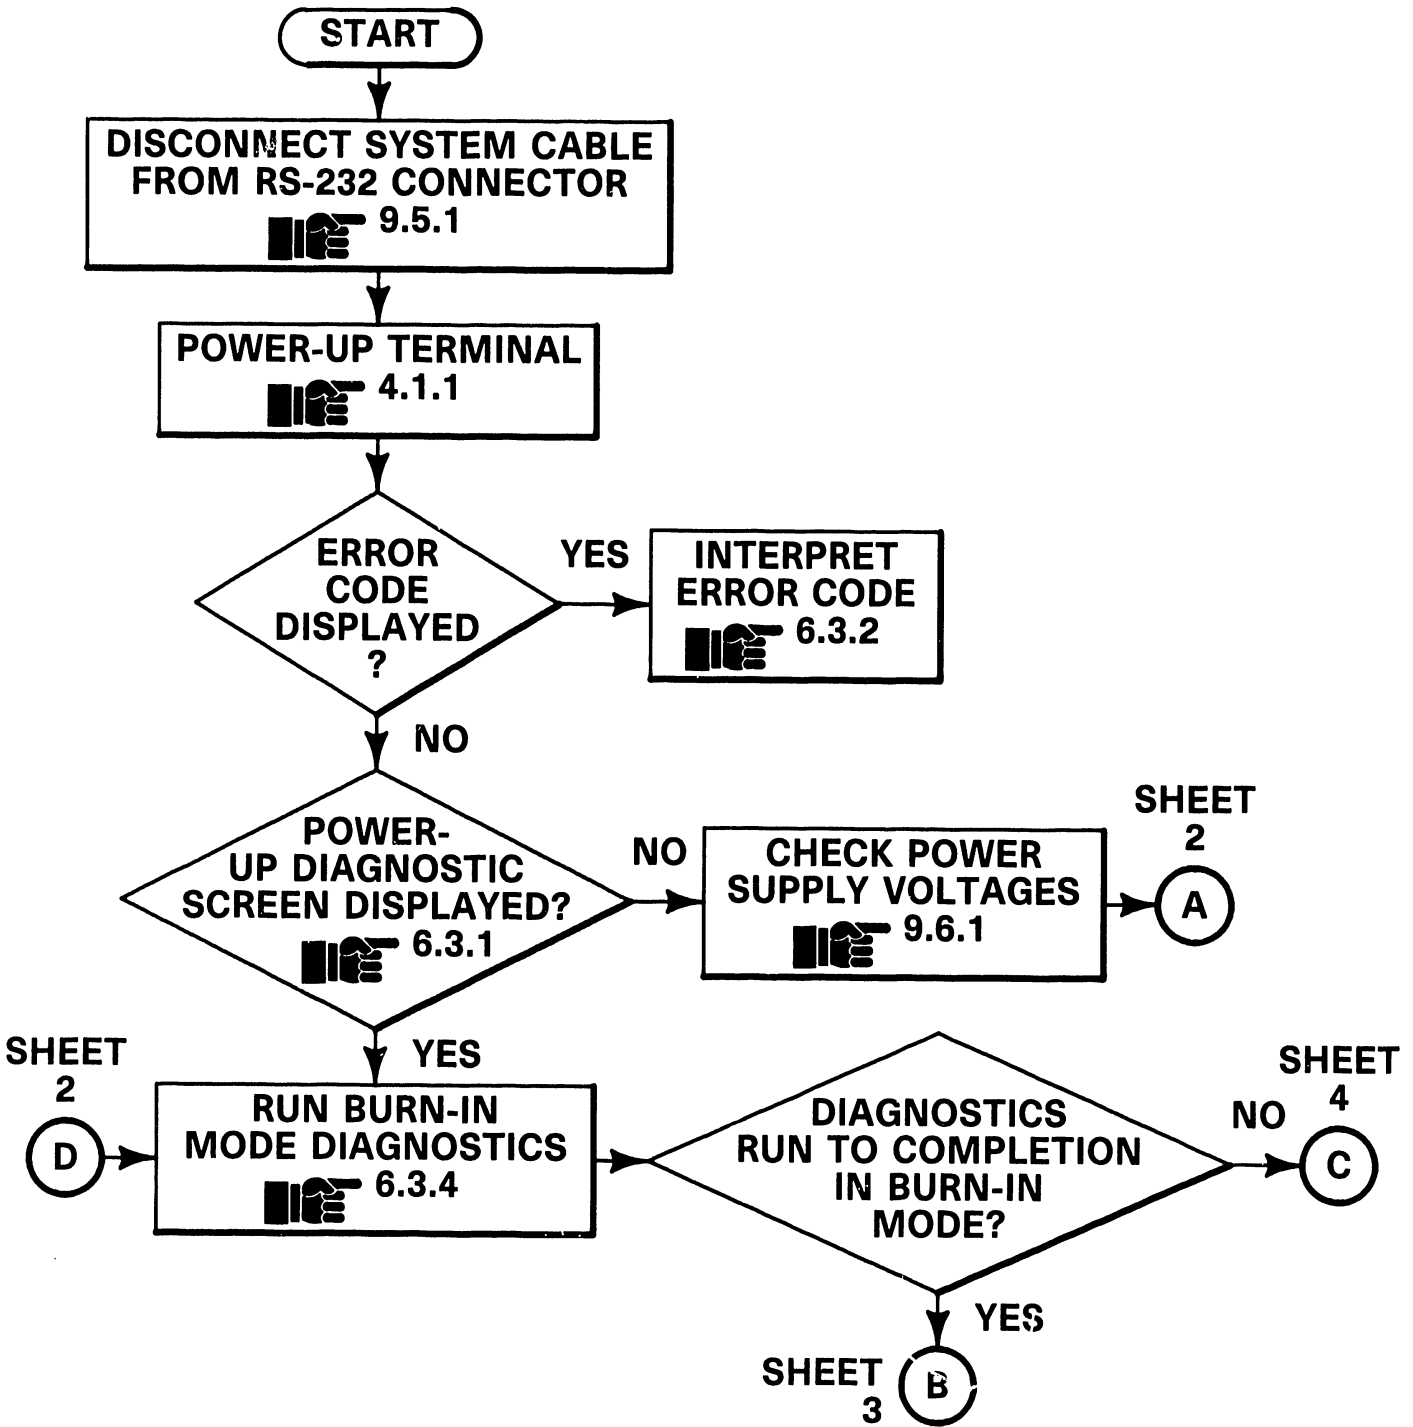 START
DISCONNECT SYSTEM CABLE
FROM RS-232 CONNECTOR
9.5.1
POWER-UP TERMINAL
4.1.1
ERROR
CODE
DISPLAYED
?
YES
INTERPRET
ERROR CODE
6.3.2
NO
POWER-
UP DIAGNOSTIC
SCREEN DISPLAYED?
6.3.1
NO
CHECK POWER
SUPPLY VOLTAGES
9.6.1
SHEET
2
A
YES
SHEET
2
D
RUN BURN-IN
MODE DIAGNOSTICS
6.3.4
DIAGNOSTICS
RUN TO COMPLETION
IN BURN-IN
MODE?
NO
SHEET
4
C
YES
SHEET
3
B